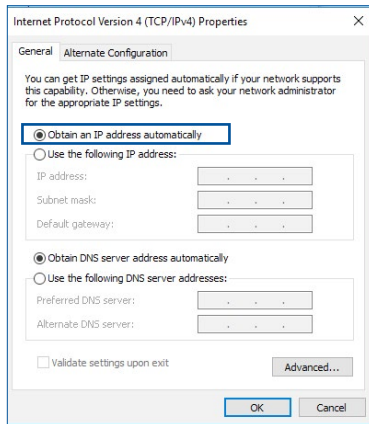 Internet Protocol Version 4 (TCP/IPv4) Properties
General
Alternate Configuration
You can get IP settings assigned automatically if your network supports
this capability. Otherwise, you need to ask your network administrator
for the appropriate IP settings.
Obtain an IP address automatically
Use the following IP address:
IP address:
Subnet mask:
Default gateway:
Obtain DNS server address automatically
Use the following DNS server addresses:
Preferred DNS server:
Alternate DNS server:
Validate settings upon exit
Advanced...
OK
Cancel